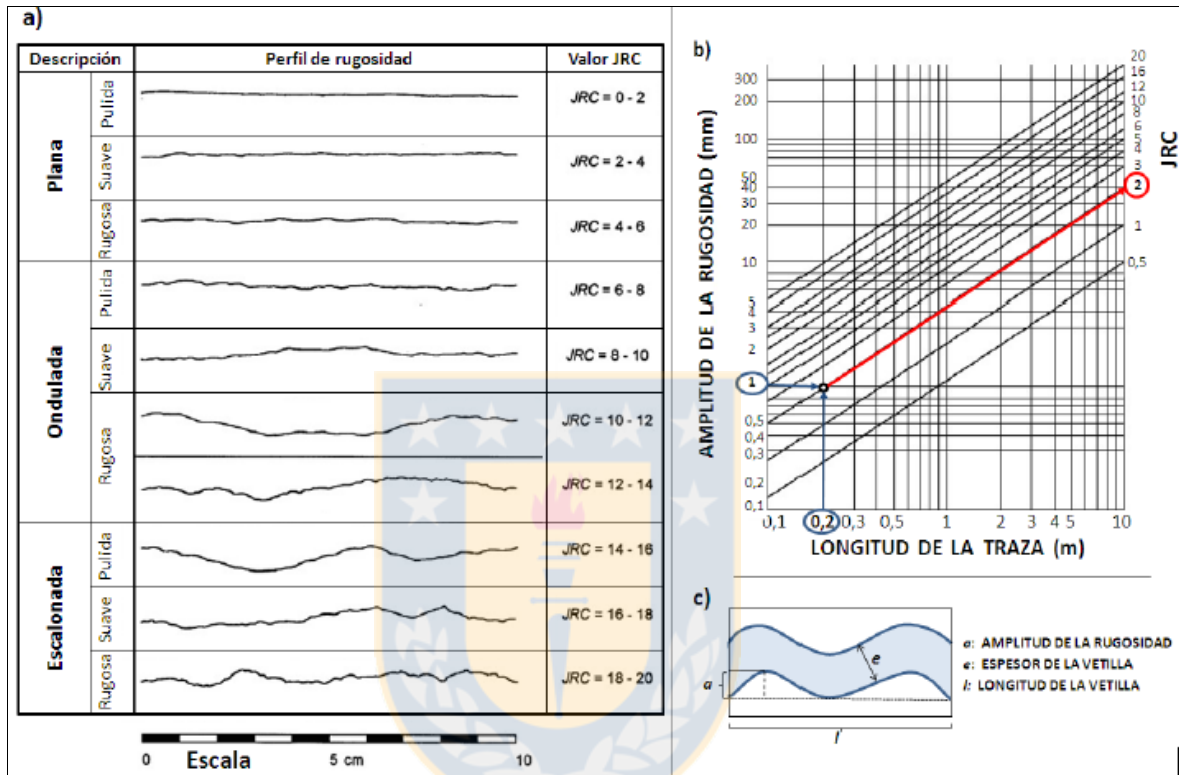 a)
Descripción Perfil de rugosidad Valor JRC
Plana
Pulida JRC = 0 - 2
Suave JRC = 2 - 4
Rugosa JRC = 4 - 6
Ondulada
Pulida JRC = 6 - 8
Suave JRC = 8 - 10
Rugosa JRC = 10 - 12
JRC = 12 - 14
Escalonada
Pulida JRC = 14 - 16
Suave JRC = 16 - 18
Rugosa JRC = 18 - 20
0 Escala 5 cm 10
b)
AMPLITUD DE LA RUGOSIDAD (mm)
300
200
100
50
40
30
20
10
5
4
3
2
1
0,5
0,4
0,3
0,2
0,1
20
16
12
10
8
6
5
4
3
2
1
0,5
JRC
0,1 0,2 0,3 0,5 1 2 3 4 5 10
LONGITUD DE LA TRAZA (m)
c)
a
e
l
a: AMPLITUD DE LA RUGOSIDAD
e: ESPESOR DE LA VETILLA
l: LONGITUD DE LA VETILLA